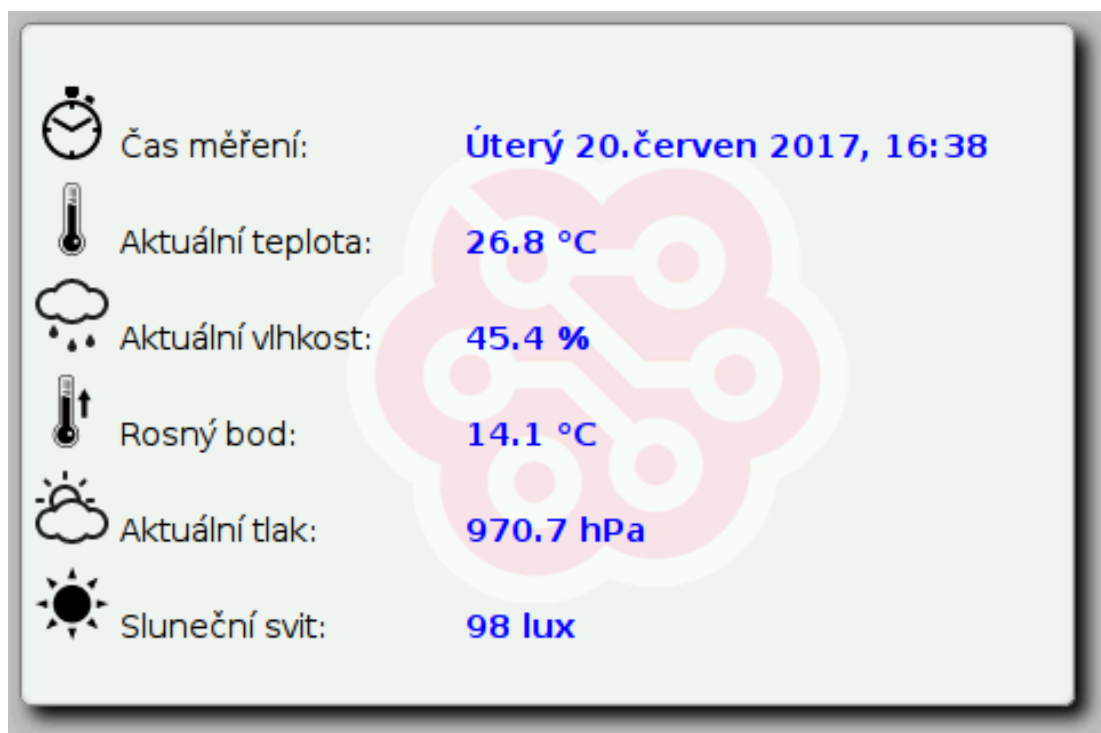 Čas měření: Úterý 20.červen 2017, 16:38
Aktuální teplota: 26.8 °C
Aktuální vlhkost: 45.4 %
Rosný bod: 14.1 °C
Aktuální tlak: 970.7 hPa
Sluneční svit: 98 lux